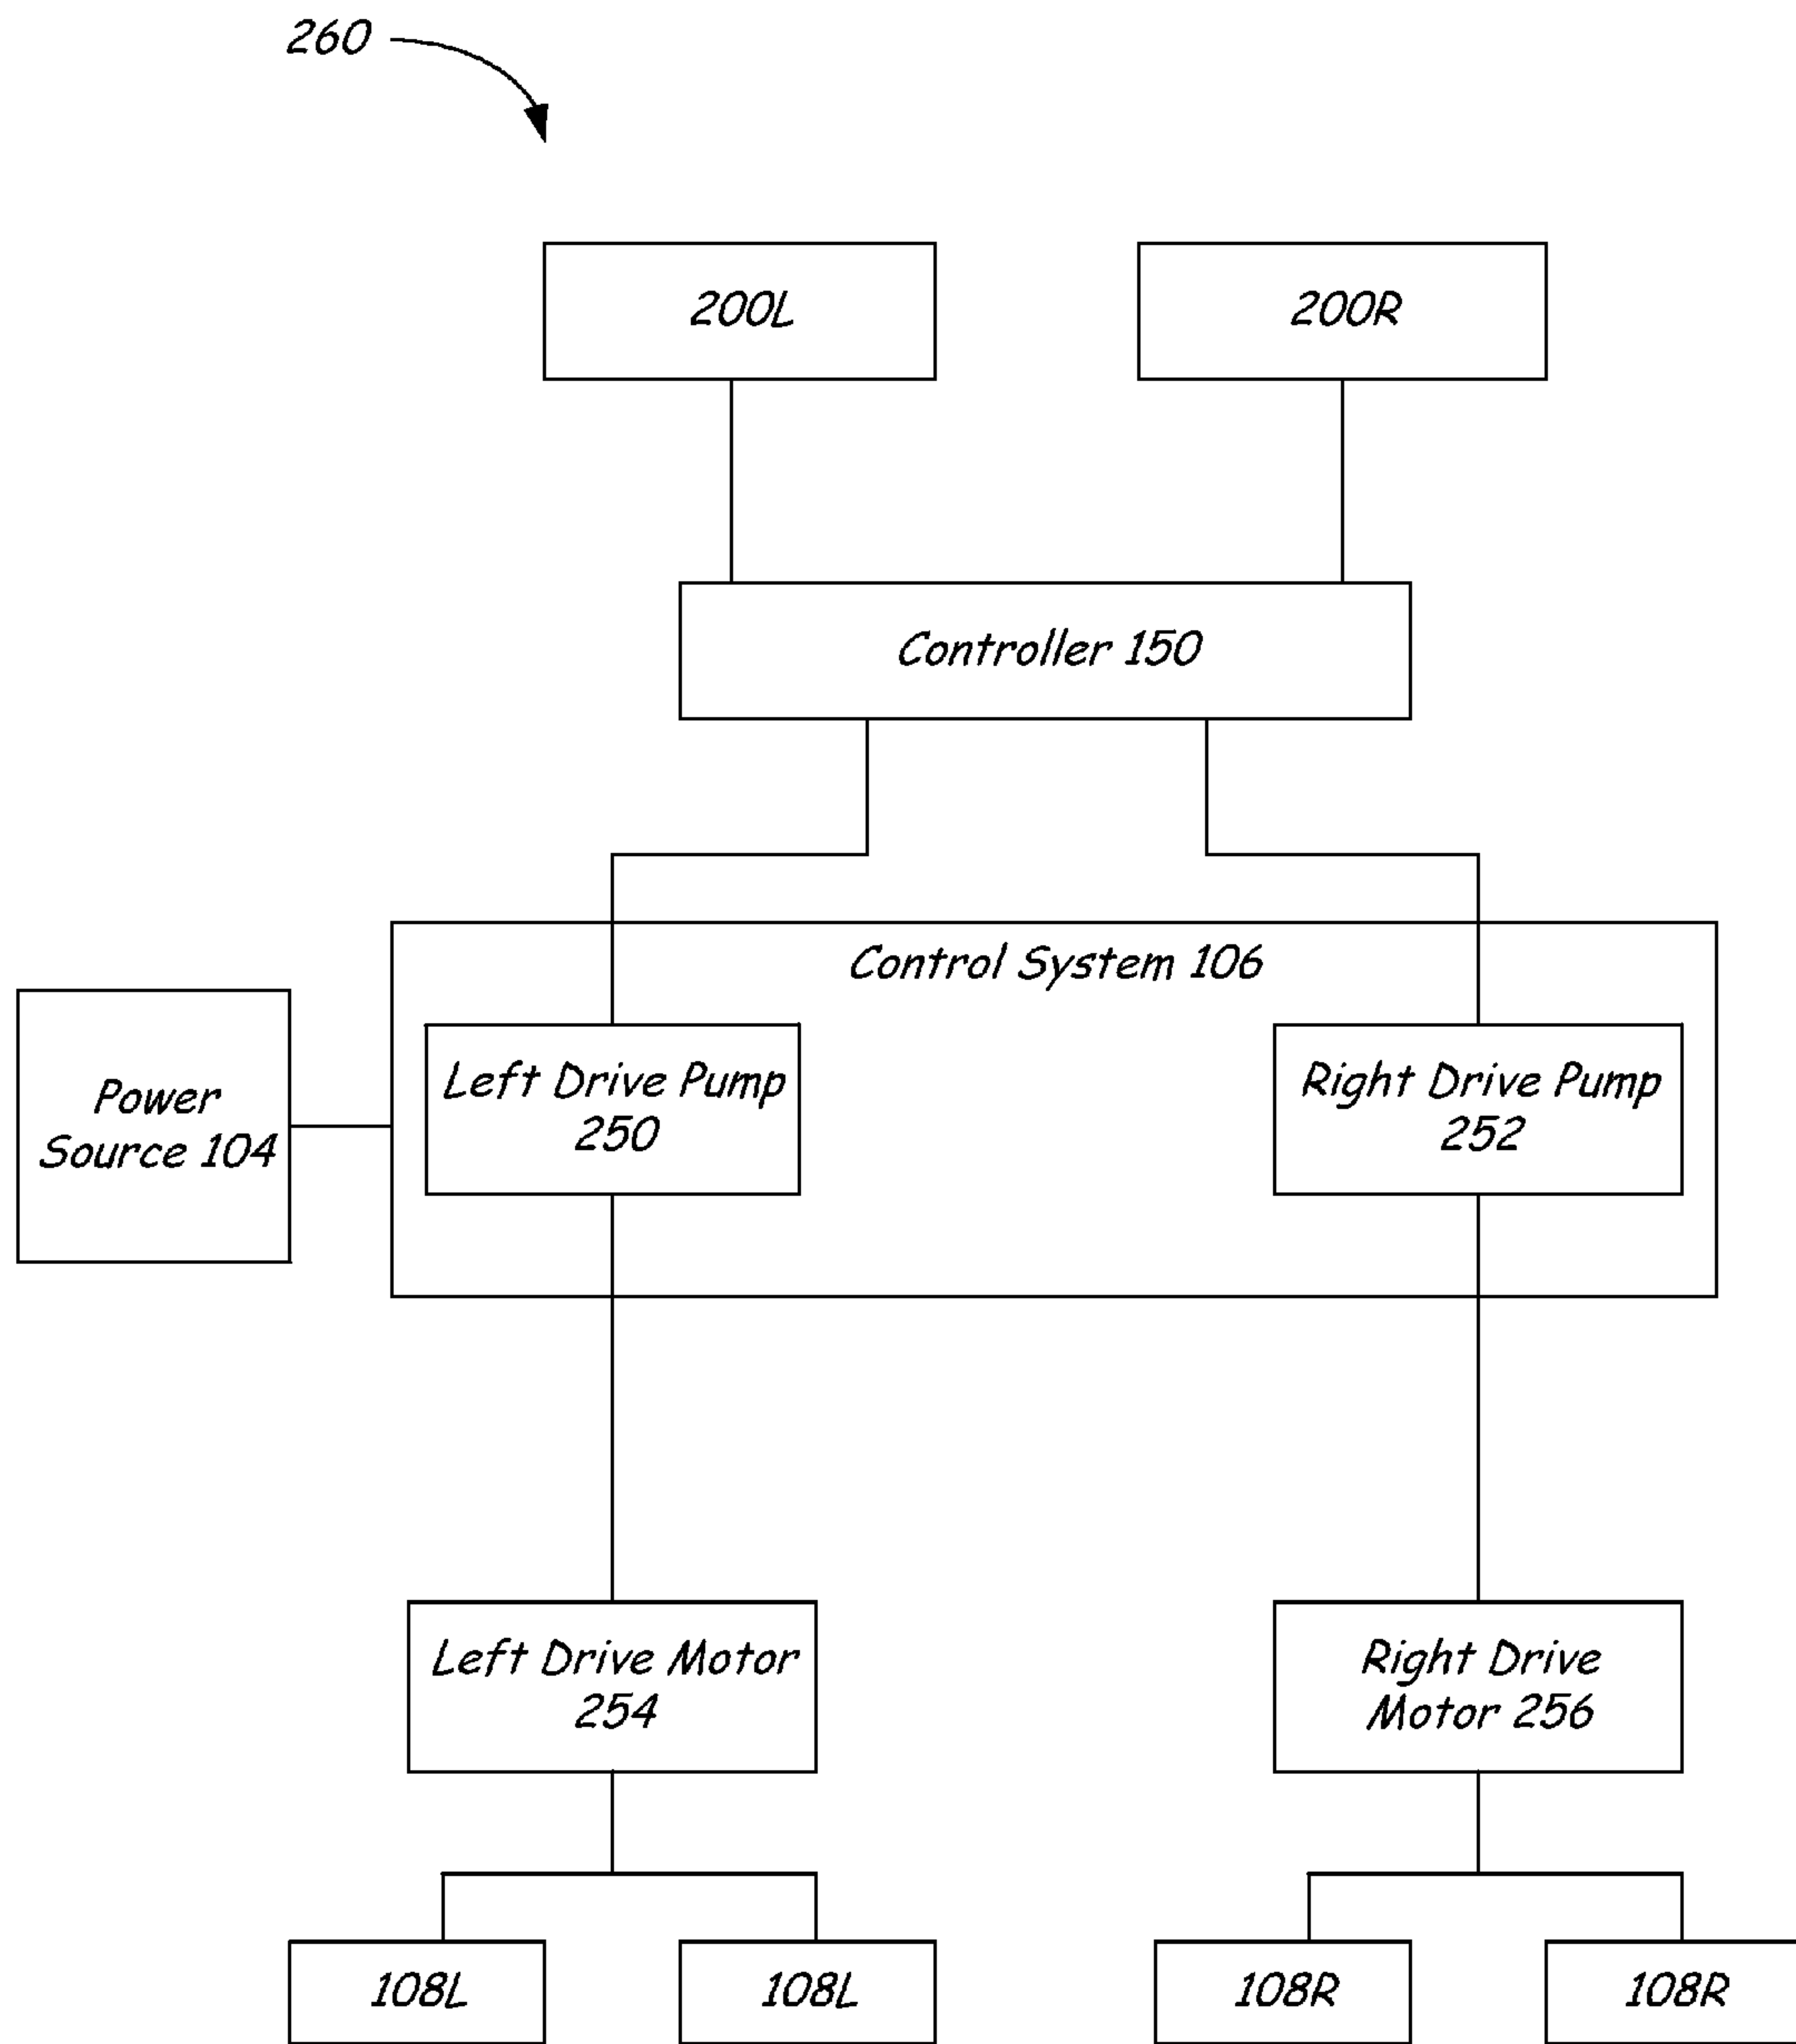 260
200L
200R
Controller 150
Control System 106
Power
Source 104
Left Drive Pump
250
Right Drive Pump
252
Left Drive Motor
254
Right Drive
Motor 256
108L
108L
108R
108R